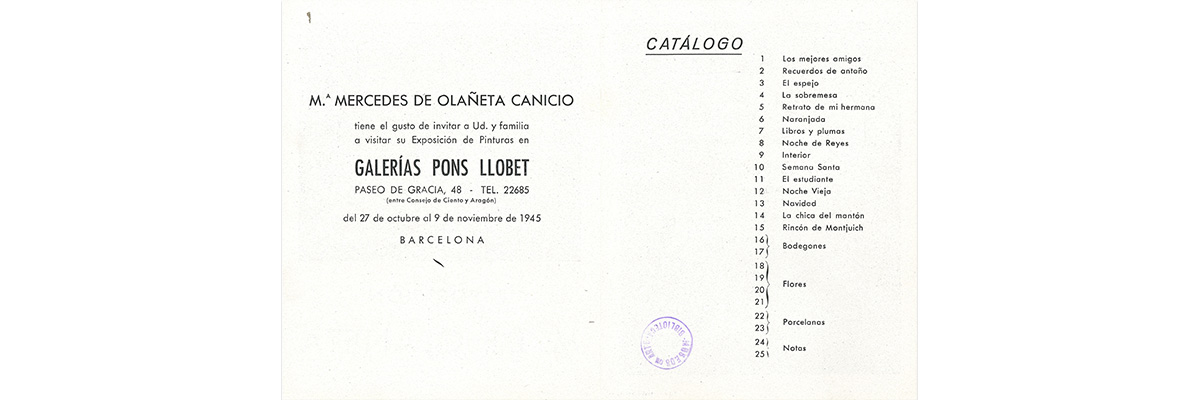 M.ª MERCEDES DE OLAÑETA CANICIO
tiene el gusto de invitar a Ud. y familia
a visitar su Exposición de Pinturas en
GALERÍAS PONS LLOBET
PASEO DE GRACIA, 48 - TEL. 22685
(entre Consejo de Ciento y Aragón)
del 27 de octubre al 9 de noviembre de 1945
BARCELONA
CATÁLOGO
1 Los mejores amigos
2 Recuerdos de antaño
3 El espejo
4 La sobremesa
5 Retrato de mi hermana
6 Naranjada
7 Libros y plumas
8 Noche de Reyes
9 Interior
10 Semana Santa
11 El estudiante
12 Noche Vieja
13 Navidad
14 La chica del mantón
15 Rincón de Montjuich
16
17
Bodegones
18
19
20
21
Flores
22
23
Porcelanas
24
25
Notas